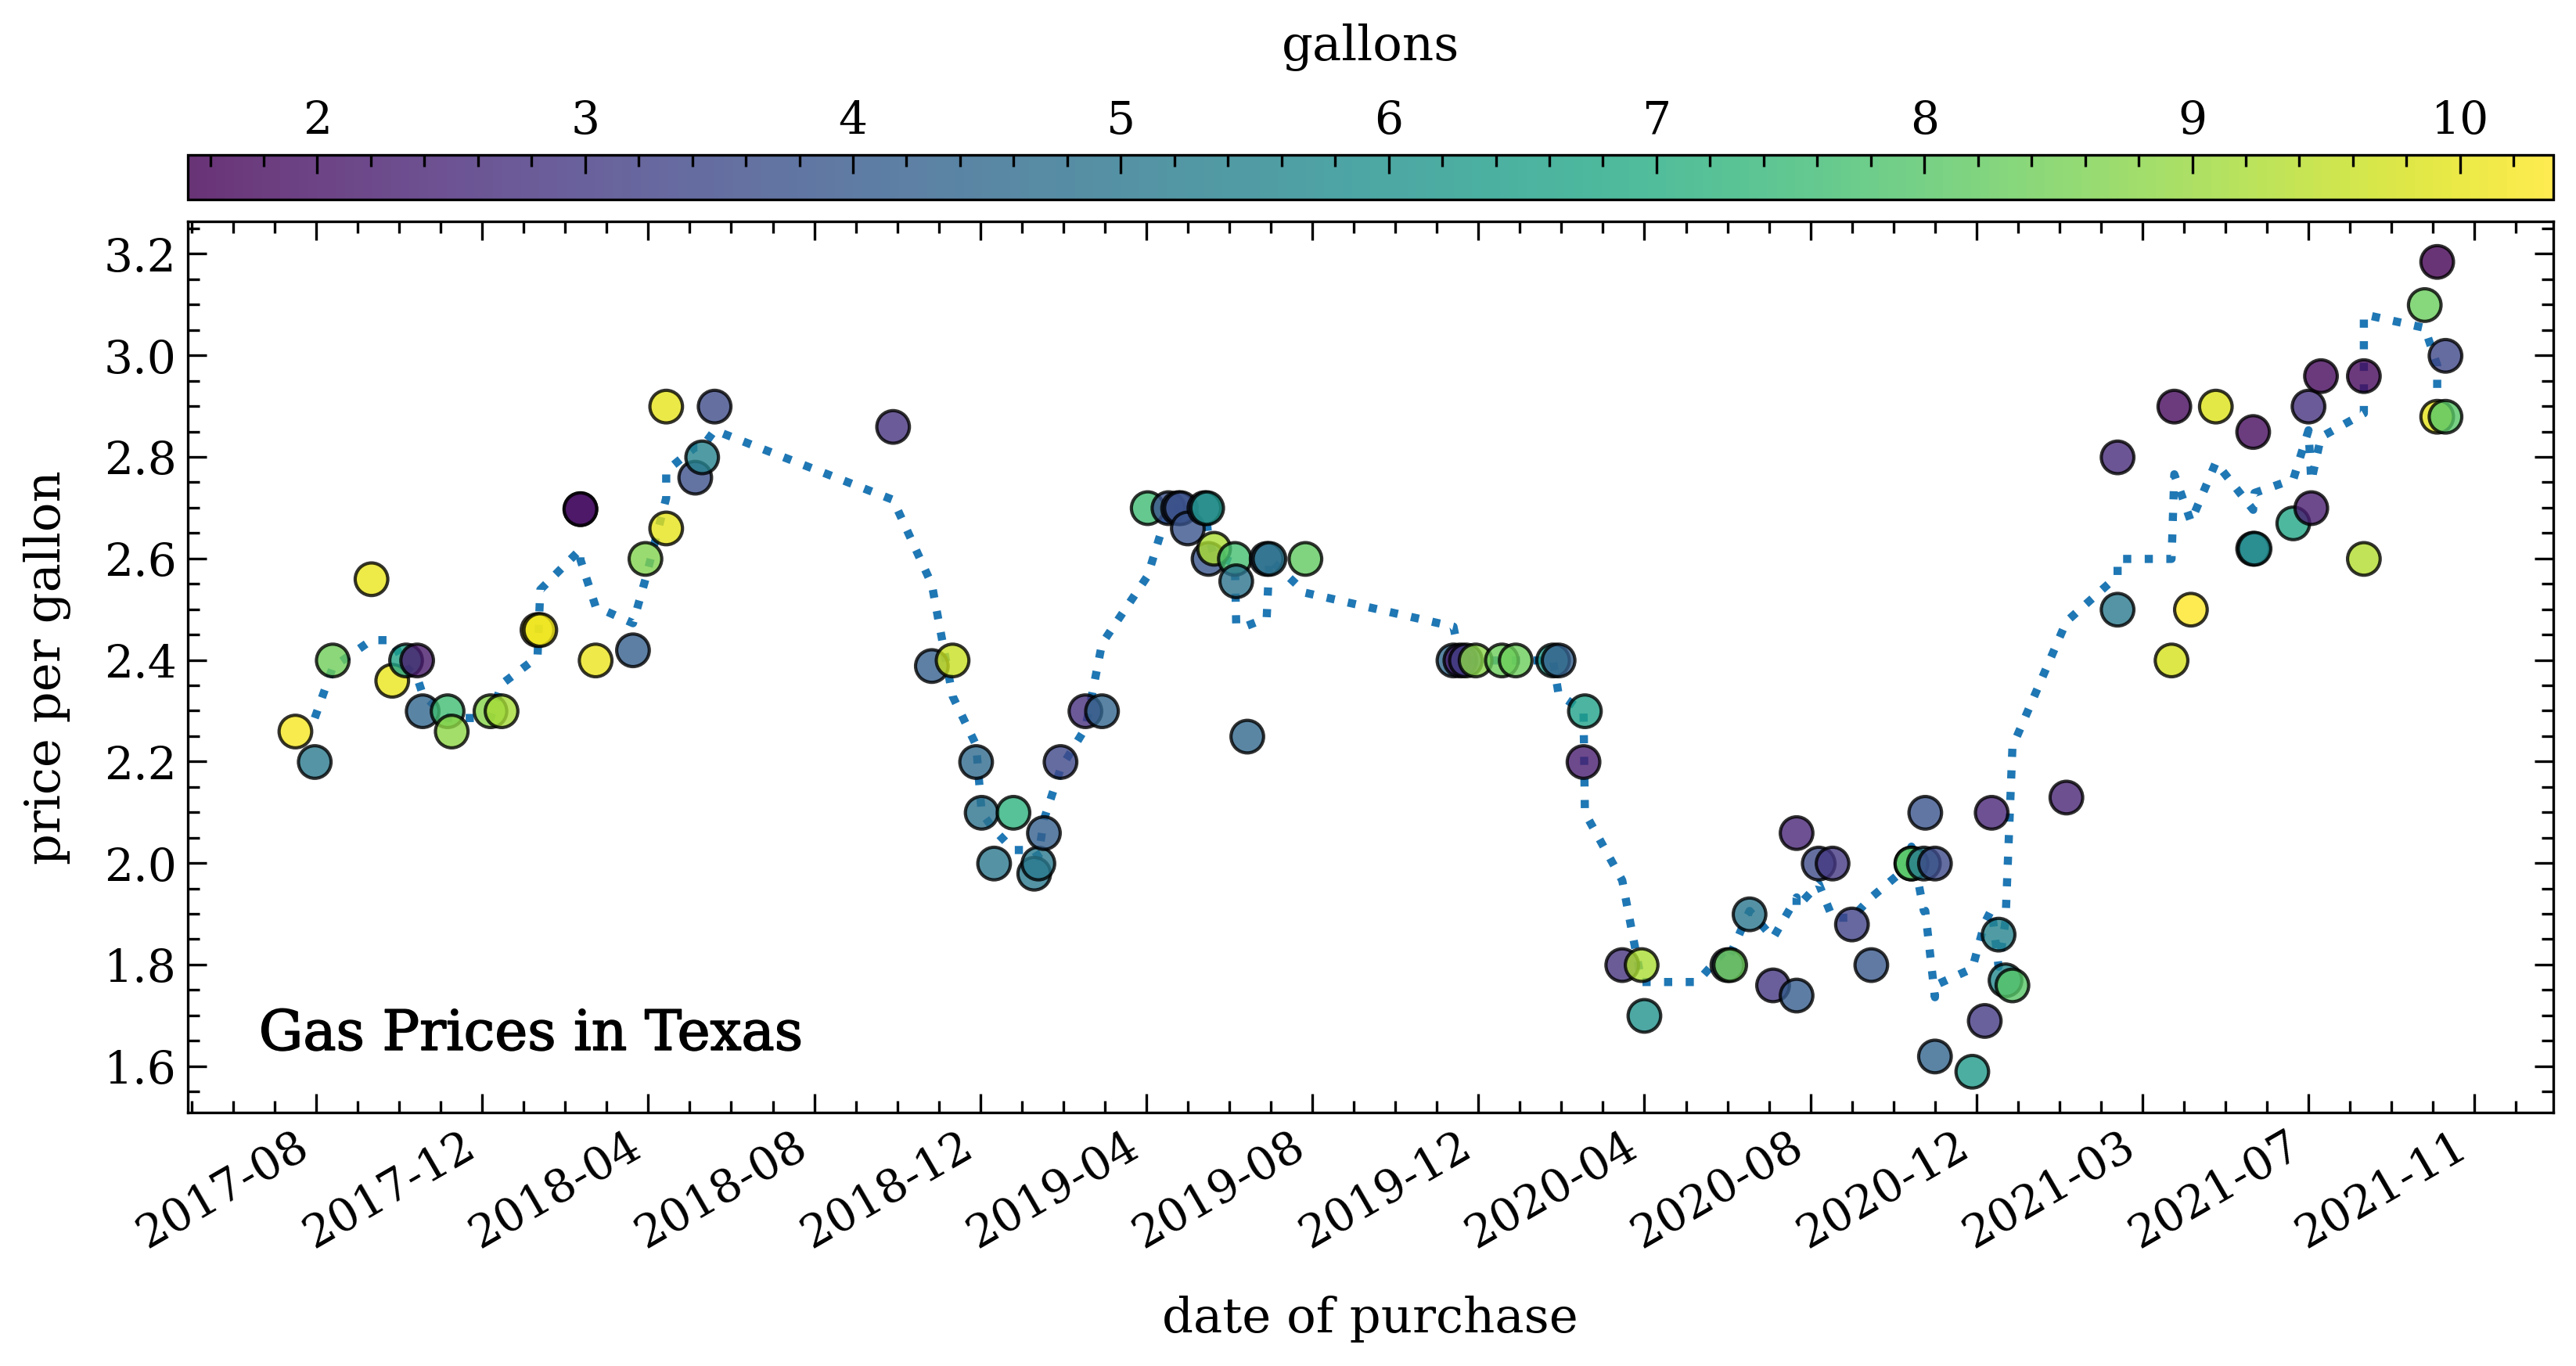 gallons
2 3 4 5 6 7 8 9 10
3.2
3.0
2.8
2.6
2.4
2.2
2.0
1.8
1.6
price per gallon
Gas Prices in Texas
2017-08 2017-12 2018-04 2018-08 2018-12 2019-04 2019-08 2019-12 2020-04 2020-08 2020-12 2021-03 2021-07 2021-11
date of purchase